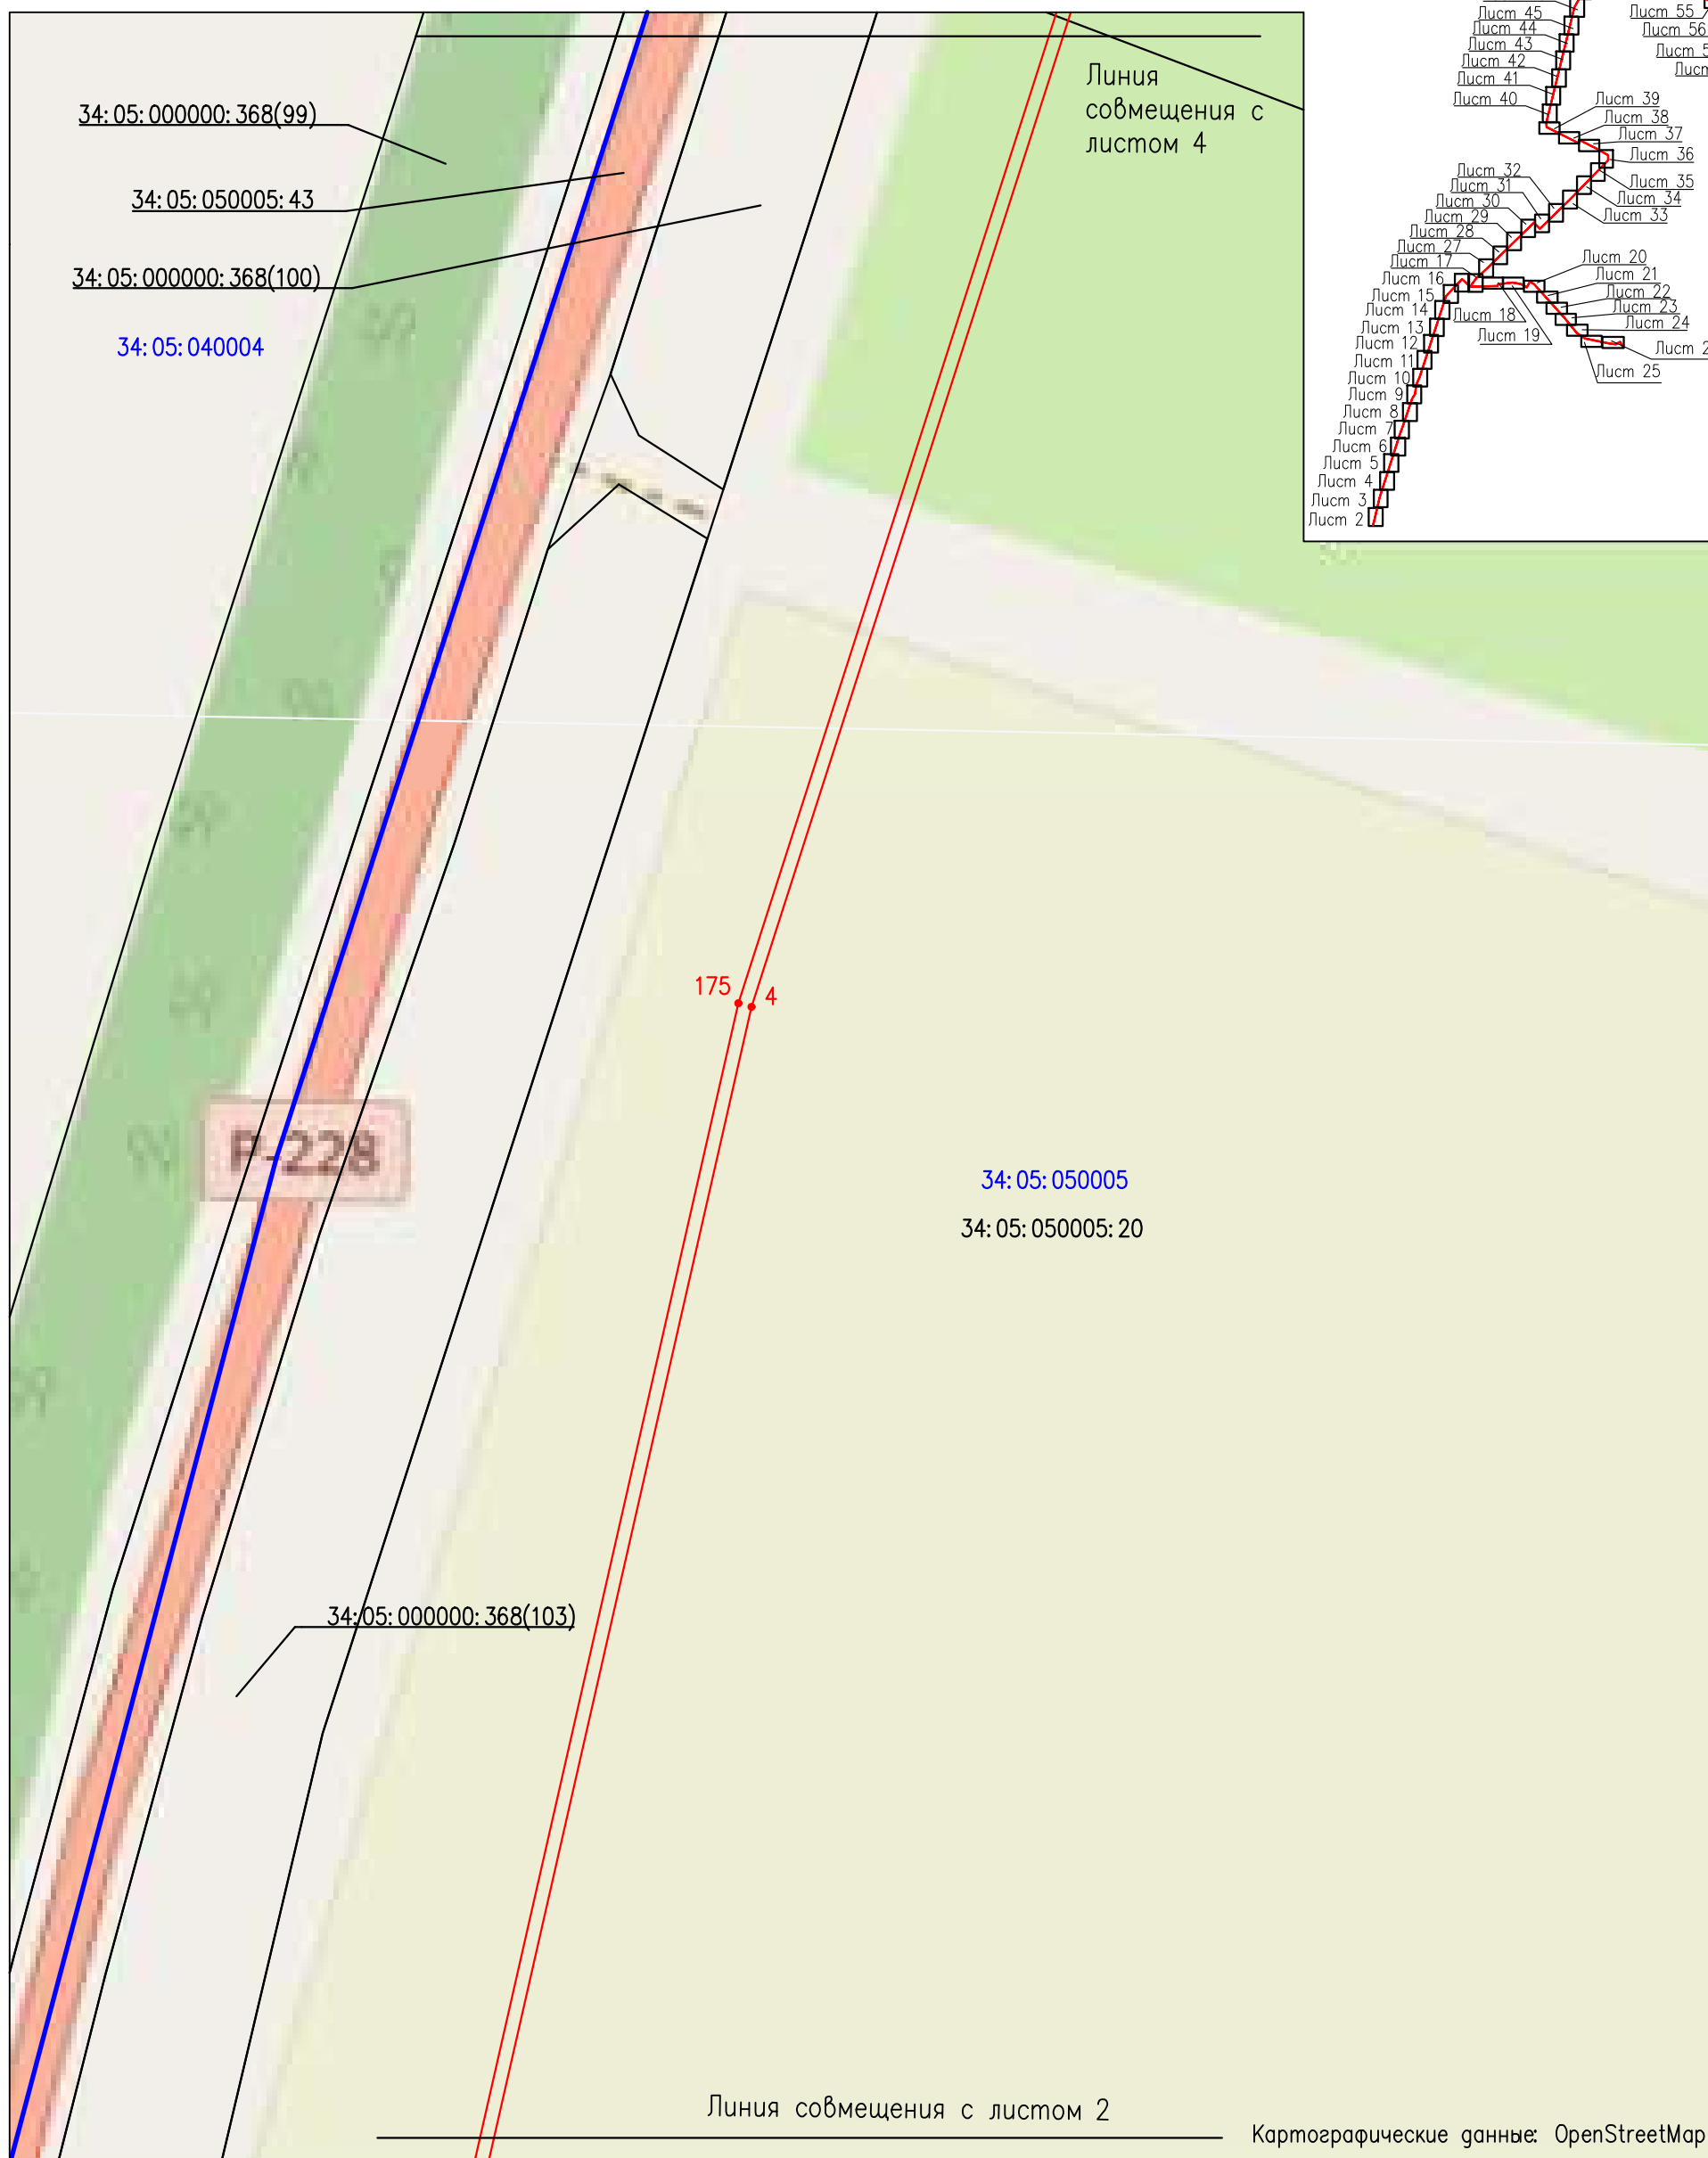 34:05:000000:368(99)
34:05:050005:43
34:05:000000:368(100)
34:05:040004
Линия
совмещения с
листом 4
175
4
Р-228
34:05:050005
34:05:050005:20
34:05:000000:368(103)
Линия совмещения с листом 2
Картографические данные: OpenStreetMap
Лист 45
Лист 44
Лист 43
Лист 42
Лист 41
Лист 40
Лист 55
Лист 56
Лист 39
Лист 38
Лист 37
Лист 36
Лист 35
Лист 34
Лист 33
Лист 32
Лист 31
Лист 30
Лист 29
Лист 28
Лист 27
Лист 17
Лист 16
Лист 15
Лист 14
Лист 13
Лист 12
Лист 11
Лист 10
Лист 9
Лист 8
Лист 7
Лист 6
Лист 5
Лист 4
Лист 3
Лист 2
Лист 18
Лист 19
Лист 20
Лист 21
Лист 22
Лист 23
Лист 24
Лист 25